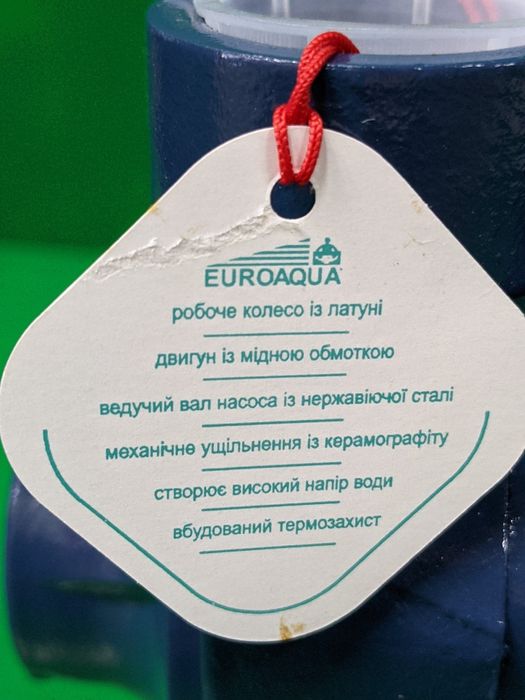 EUROAQUA
робоче колесо із латуні
двигун із мідною обмоткою
ведучий вал насоса із нержавіючої сталі
механічне ущільнення із керамографіту
створює високий напір води
вбудований термозахист